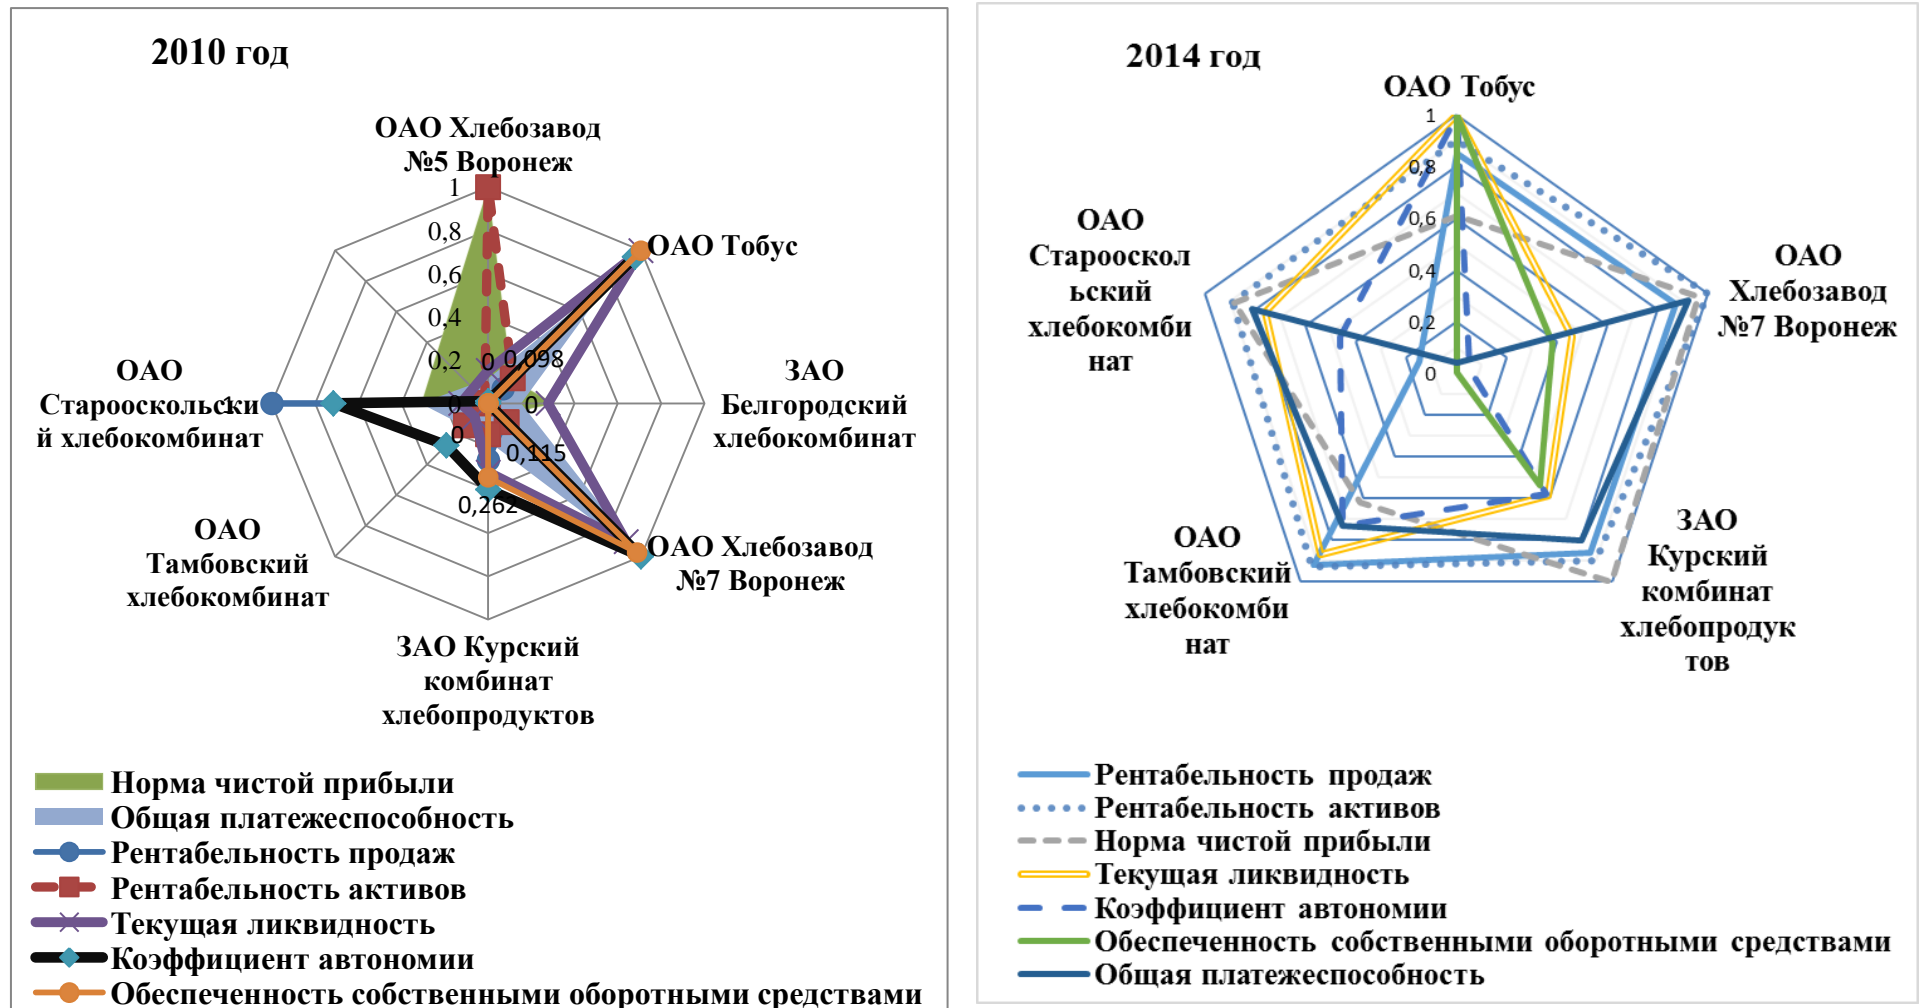 2010 год
ОАО Хлебозавод
№5 Воронеж
1
0,8
0,6
0,4
0,2
0
0,098
0
0
0
0,115
0,262
1
ОАО Тобус
ЗАО
Белгородский
хлебокомбинат
ОАО Хлебозавод
№7 Воронеж
ЗАО Курский
комбинат
хлебопродуктов
ОАО
Тамбовский
хлебокомбинат
ОАО
Старооскольски
й хлебокомбинат
Норма чистой прибыли
Общая платежеспособность
Рентабельность продаж
Рентабельность активов
Текущая ликвидность
Коэффициент автономии
Обеспеченность собственными оборотными средствами
2014 год
ОАО Тобус
1
0,8
0,6
0,4
0,2
0
ОАО
Хлебозавод
№7 Воронеж
ЗАО
Курский
комбинат
хлебопродук
тов
ОАО
Тамбовский
хлебокомби
нат
ОАО
Староосkол
ьский
хлебокомби
нат
Рентабельность продаж
Рентабельность активов
Норма чистой прибыли
Текущая ликвидность
Коэффициент автономии
Обеспеченность собственными оборотными средствами
Общая платежеспособность